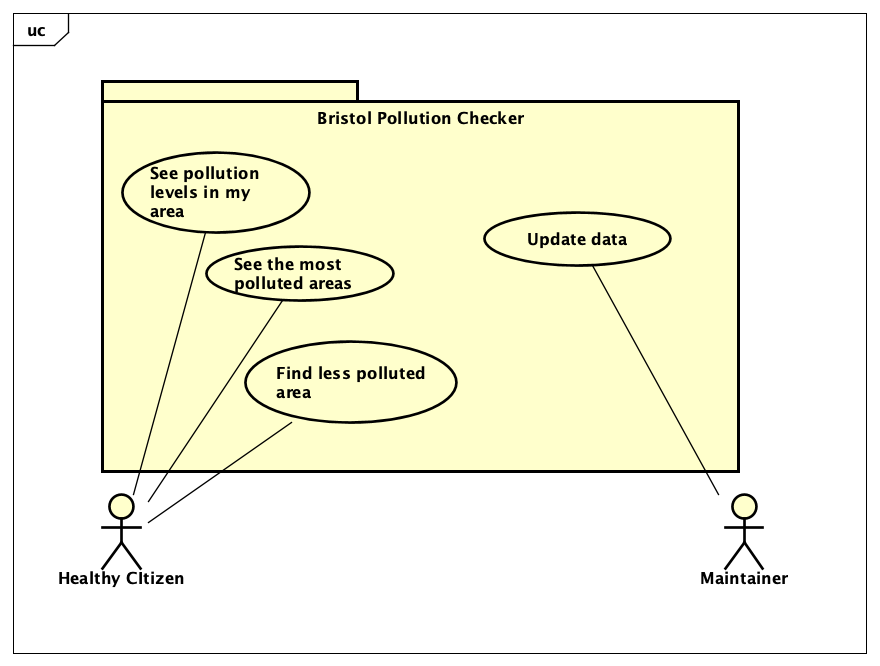 uc
Bristol Pollution Checker
See pollution
levels in my
area
Update data
See the most
polluted areas
Find less polluted
area
Healthy CItizen
Maintainer